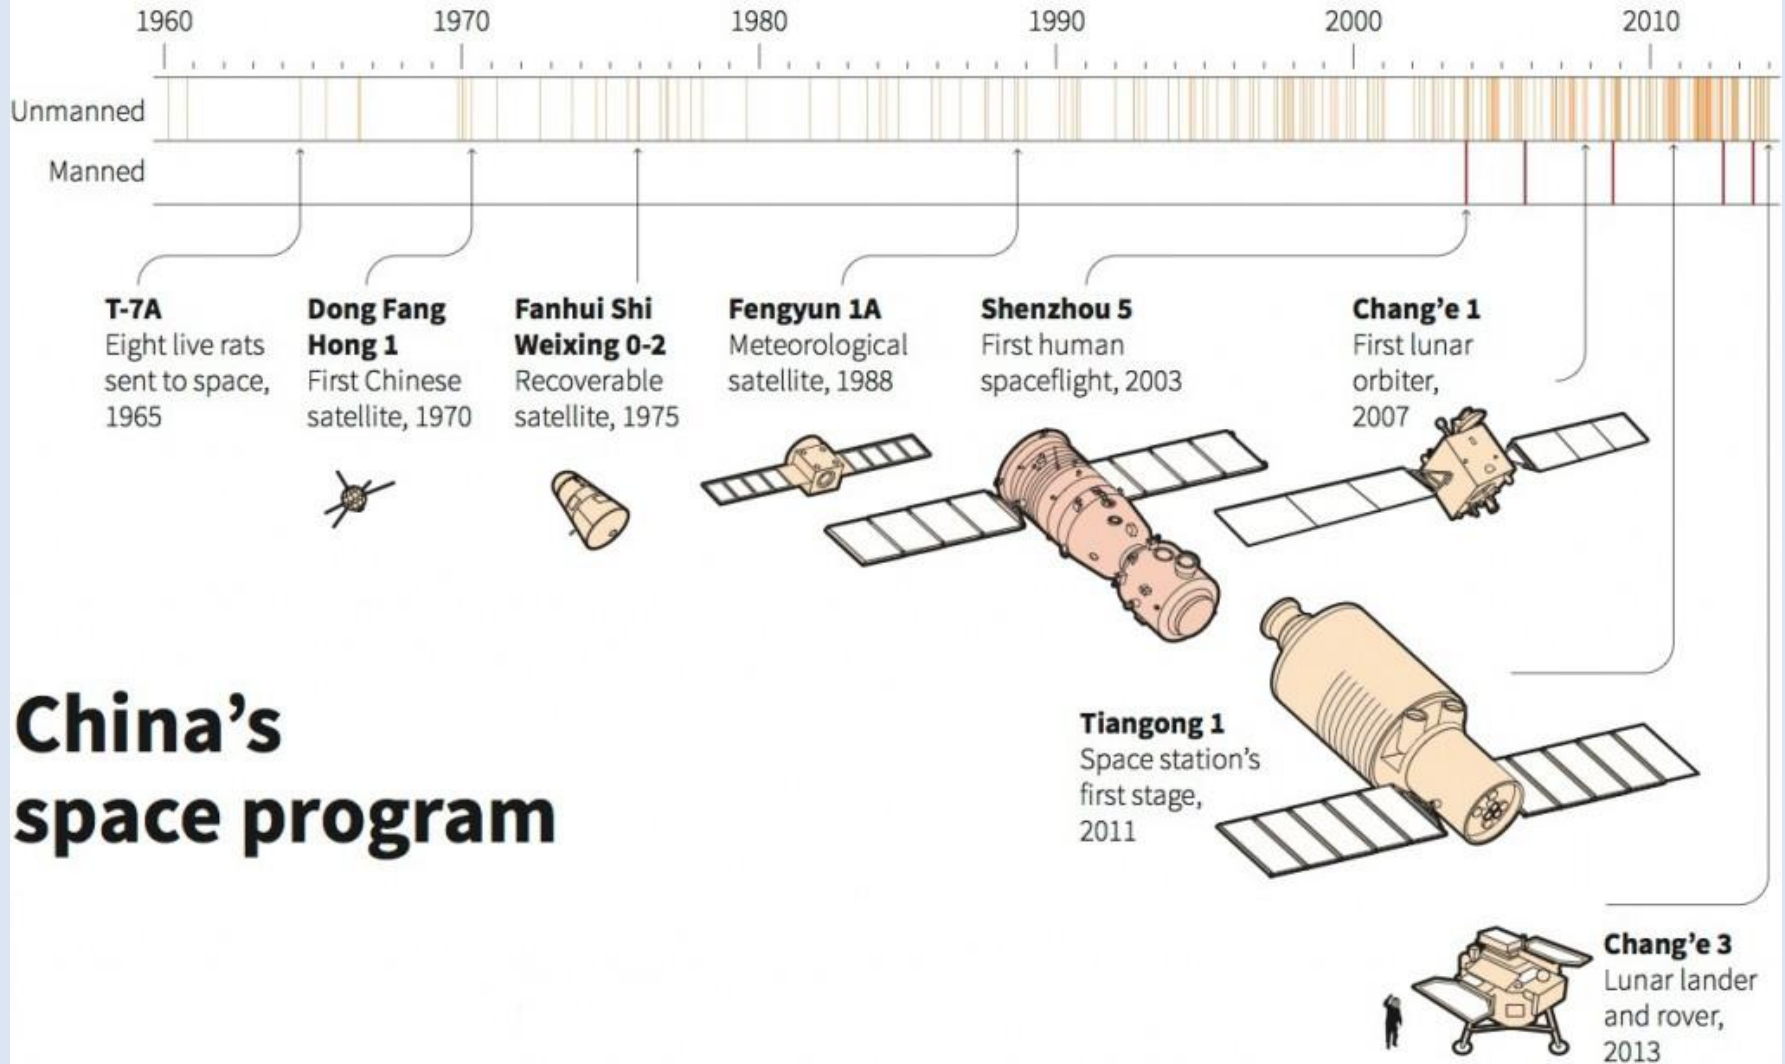 1960 1970 1980 1990 2000 2010
Unmanned
Manned
T-7A
Eight live rats
sent to space,
1965
Dong Fang
Hong 1
First Chinese
satellite, 1970
Fanhui Shi
Weixing 0-2
Recoverable
satellite, 1975
Fengyun 1A
Meteorological
satellite, 1988
Shenzhou 5
First human
spaceflight, 2003
Chang’e 1
First lunar
orbiter,
2007
China’s
space program
Tiangong 1
Space station’s
first stage,
2011
Chang’e 3
Lunar lander
and rover,
2013